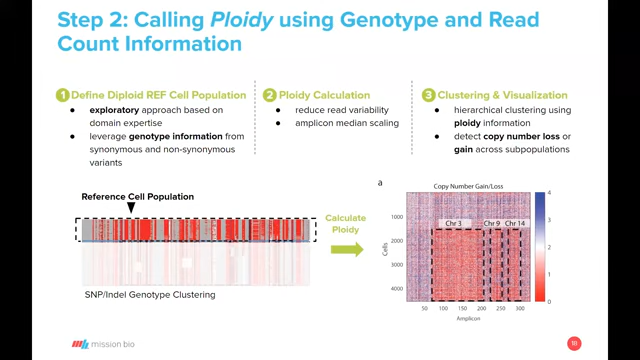 Step 2: Calling Ploidy using Genotype and Read
Count Information
1 Define Diploid REF Cell Population
● exploratory approach based on
domain expertise
● leverage genotype information from
synonymous and non-synonymous
variants
2 Ploidy Calculation
● reduce read variability
● amplicon median scaling
3 Clustering & Visualization
● hierarchical clustering using
ploidy information
● detect copy number loss or
gain across subpopulations
Reference Cell Population
SNP/Indel Genotype Clustering
Calculate
Ploidy
a
Copy Number Gain/Loss
Chr 3 Chr 9 Chr 14
1000
2000
3000
4000
Cells
50 100 150 200 250 300
Amplicon
4
3
2
1
0
mission bio
18